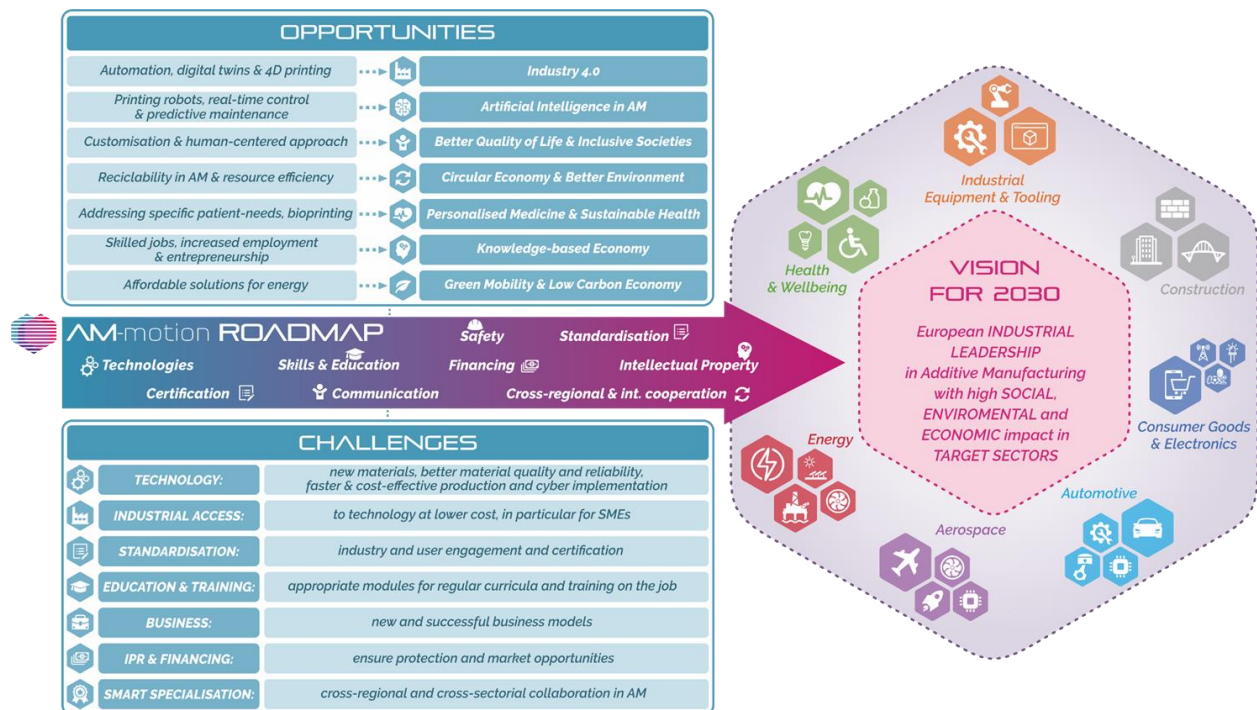 OPPORTUNITIES
Automation, digital twins & 4D printing
Industry 4.0
Printing robots, real-time control
& predictive maintenance
Artificial Intelligence in AM
Customisation & human-centered approach
Better Quality of Life & Inclusive Societies
Reciclability in AM & resource efficiency
Circular Economy & Better Environment
Addressing specific patient-needs, bioprinting
Personalised Medicine & Sustainable Health
Skilled jobs, increased employment
& entrepreneurship
Knowledge-based Economy
Affordable solutions for energy
Green Mobility & Low Carbon Economy
AM-motion ROADMAP
Safety
Standardisation
Technologies
Skills & Education
Financing
Intellectual Property
Certification
Communication
Cross-regional & int. cooperation
CHALLENGES
TECHNOLOGY:
new materials, better material quality and reliability,
faster & cost-effective production and cyber implementation
INDUSTRIAL ACCESS:
to technology at lower cost, in particular for SMEs
STANDARDISATION:
industry and user engagement and certification
EDUCATION & TRAINING:
appropriate modules for regular curricula and training on the job
BUSINESS:
new and successful business models
IPR & FINANCING:
ensure protection and market opportunities
SMART SPECIALISATION:
cross-regional and cross-sectorial collaboration in AM
Industrial
Equipment & Tooling
Health
& Wellbeing
Construction
VISION
FOR 2030
European INDUSTRIAL
LEADERSHIP
in Additive Manufacturing
with high SOCIAL,
ENVIROMENTAL and
ECONOMIC impact in
TARGET SECTORS
Consumer Goods
& Electronics
Energy
Automotive
Aerospace